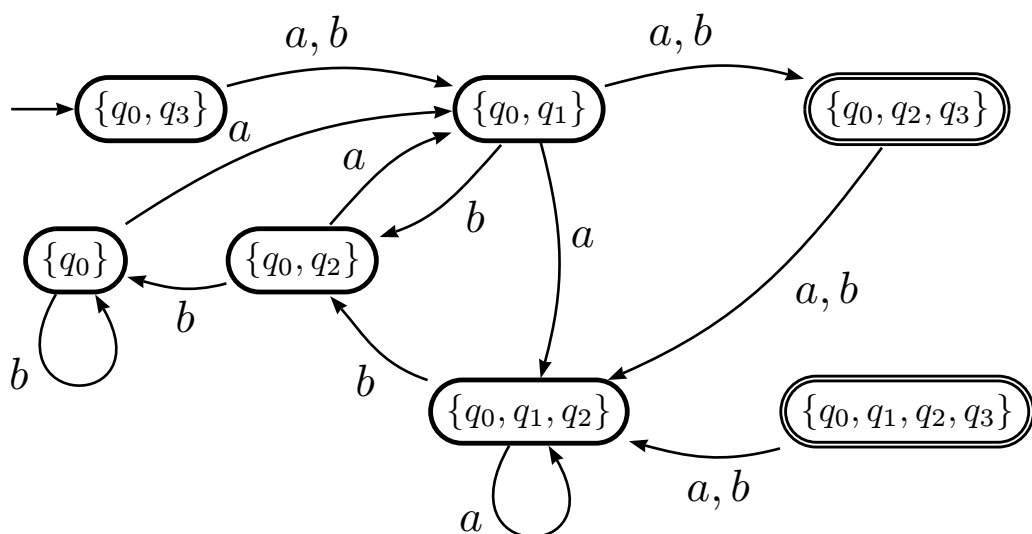 a, b
a, b
{q₀, q₃}
{q₀, q₁}
{q₀, q₂, q₃}
a
a
b
a
{q₀}
{q₀, q₂}
a, b
b
b
b
{q₀, q₁, q₂}
{q₀, q₁, q₂, q₃}
a, b
a